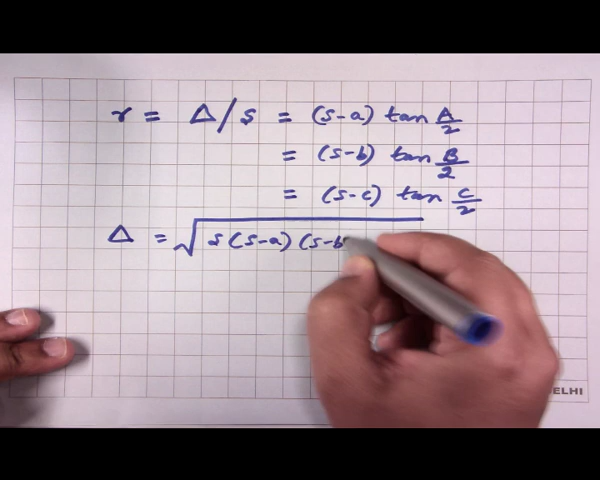 r = Δ/s = (s-a) tan A/2
= (s-b) tan B/2
= (s-c) tan C/2
Δ = √s(s-a)(s-b
ELHI